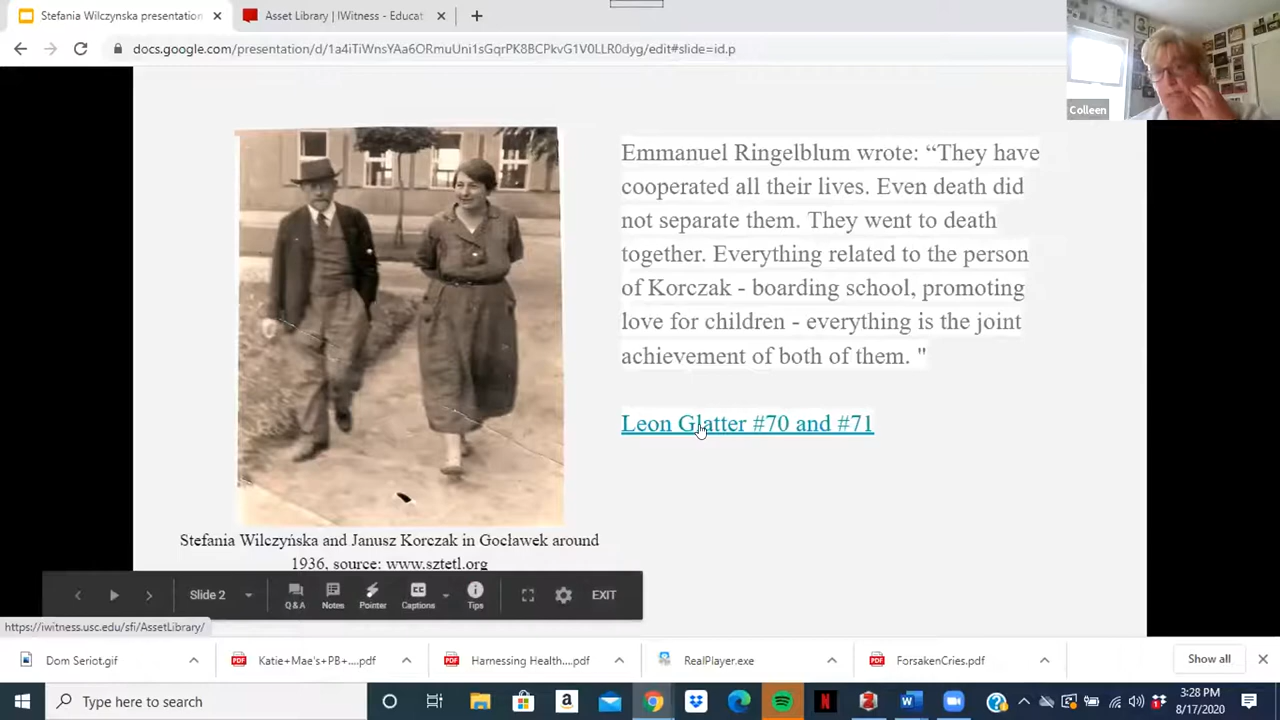 Stefania Wilczynska presentation
Asset Library | IWitness - Educat
docs.google.com/presentation/d/1a4iTiWnsYAa6ORmuUni1sGqrPK8BCPkvG1V0LLR0dyg/edit#slide=id.p
Colleen
Emmanuel Ringelblum wrote: “They have
cooperated all their lives. Even death did
not separate them. They went to death
together. Everything related to the person
of Korczak - boarding school, promoting
love for children - everything is the joint
achievement of both of them. "
Leon Glatter #70 and #71
Stefania Wilczyńska and Janusz Korczak in Gocławek around
1936, source: www.sztetl.org
Slide 2
Q & A
Notes
Pointer
CC
Captions
Tips
EXIT
https://iwitness.usc.edu/sfi/AssetLibrary/
Dom Seriot.gif
PDF
Katie+Mae's+PB+....pdf
PDF
Harnessing Health....pdf
RealPlayer.exe
PDF
ForsakenCries.pdf
Show all
Type here to search
3:28 PM
8/17/2020